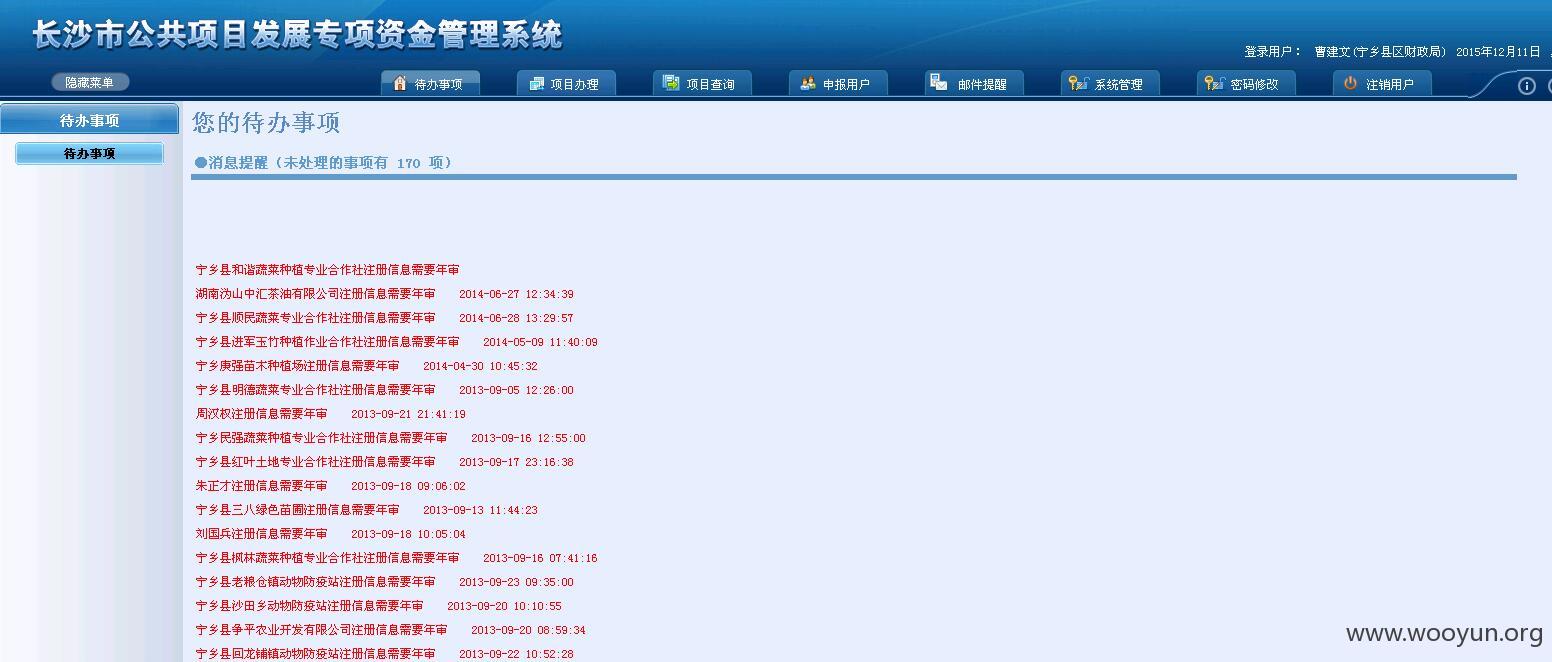 长沙市公共项目发展专项资金管理系统
登录用户： 曹建文(宁乡县区财政局) 2015年12月11日
隐藏菜单 待办事项 项目办理 项目查询 申报用户 邮件提醒 系统管理 密码修改 注销用户
待办事项
待办事项
您的待办事项
●消息提醒（未处理的事项有 170 项）
宁乡县和谐蔬菜种植专业合作社注册信息需要年审
湖南沩山中汇茶油有限公司注册信息需要年审 2014-06-27 12:34:39
宁乡县顺民蔬菜专业合作社注册信息需要年审 2014-06-28 13:29:57
宁乡县进军玉竹种植作业合作社注册信息需要年审 2014-05-09 11:40:09
宁乡庚强苗木种植场注册信息需要年审 2014-04-30 10:45:32
宁乡县明德蔬菜专业合作社注册信息需要年审 2013-09-05 12:26:00
周汉权注册信息需要年审 2013-09-21 21:41:19
宁乡民强蔬菜种植专业合作社注册信息需要年审 2013-09-16 12:55:00
宁乡县红叶土地专业合作社注册信息需要年审 2013-09-17 23:16:38
朱正才注册信息需要年审 2013-09-18 09:06:02
宁乡县三八绿色苗圃注册信息需要年审 2013-09-13 11:44:23
刘国兵注册信息需要年审 2013-09-18 10:05:04
宁乡县枫林蔬菜种植专业合作社注册信息需要年审 2013-09-16 07:41:16
宁乡县老粮仓镇动物防疫站注册信息需要年审 2013-09-23 09:35:00
宁乡县沙田乡动物防疫站注册信息需要年审 2013-09-20 10:10:55
宁乡县争平农业开发有限公司注册信息需要年审 2013-09-20 08:59:34
宁乡县回龙铺镇动物防疫站注册信息需要年审 2013-09-22 10:52:28
www.wooyun.org